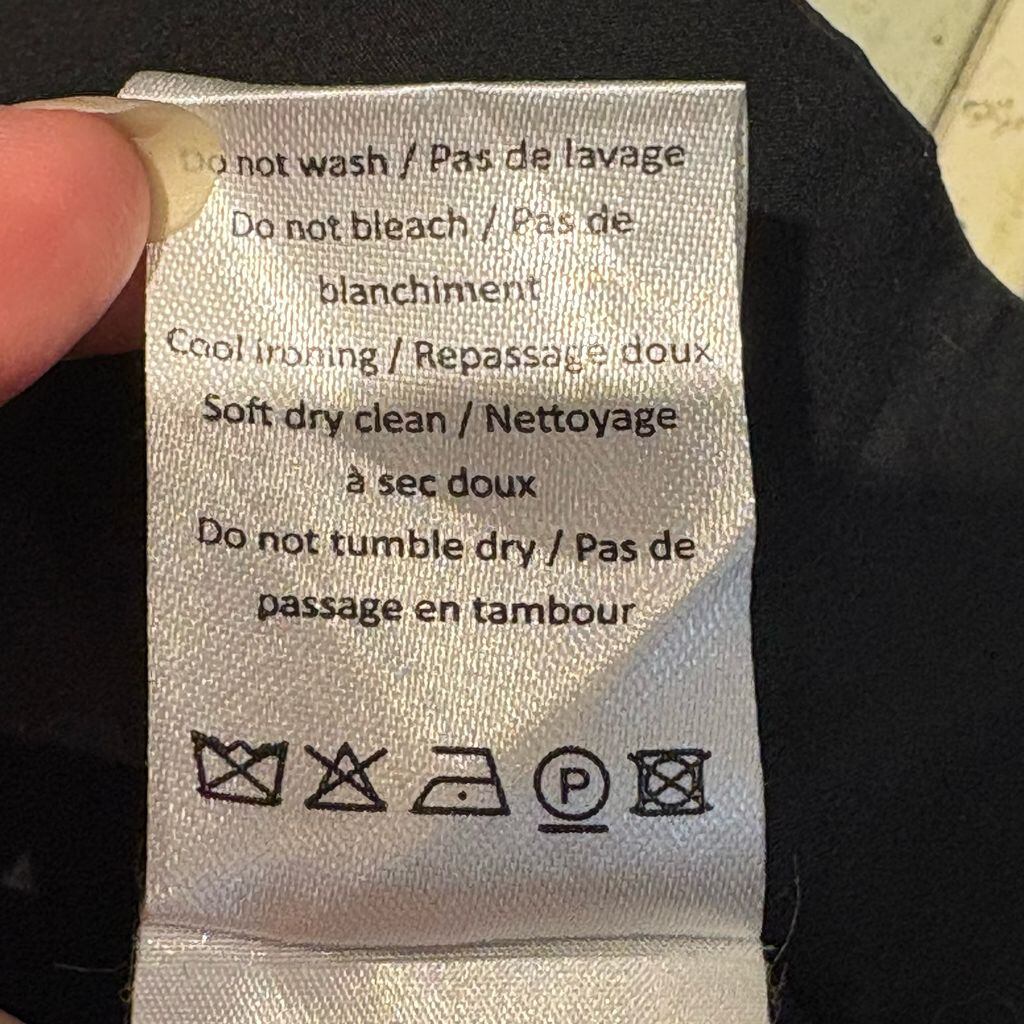 Do not wash / Pas de lavage
Do not bleach / Pas de
blanchiment
Cool ironing / Repassage doux
Soft dry clean / Nettoyage
à sec doux
Do not tumble dry / Pas de
passage en tambour
P